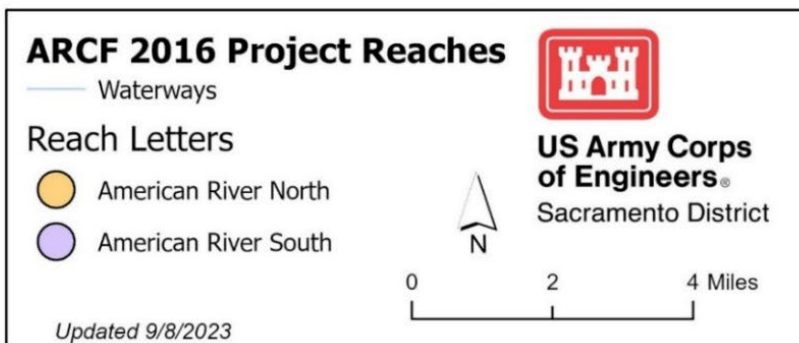 ARCF 2016 Project Reaches
Waterways
Reach Letters
American River North
American River South
Updated 9/8/2023
US Army Corps
of Engineers®
Sacramento District
N
0 2 4 Miles